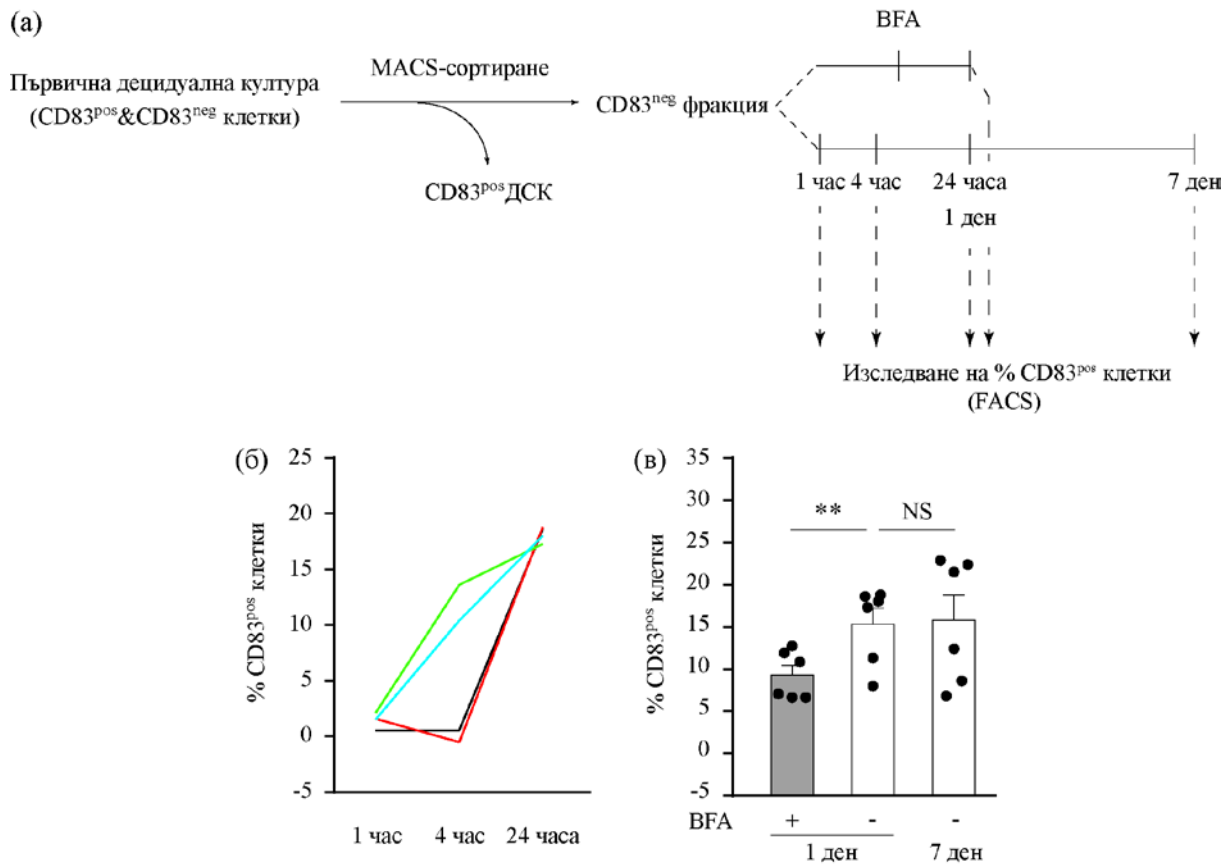 (а)
BFA
Първична децидуална култура
(CD83pos&CD83neg клетки)
MACS-сортиране
CD83neg фракция
CD83pos ДСК
1 час
4 час
24 часа
7 ден
1 ден
Изследване на % CD83pos клетки
(FACS)
(б)
% CD83pos клетки
25
20
15
10
5
0
-5
1 час
4 час
24 часа
(в)
% CD83pos клетки
35
30
25
20
15
10
5
0
-5
**
NS
BFA
+
-
-
1 ден
7 ден